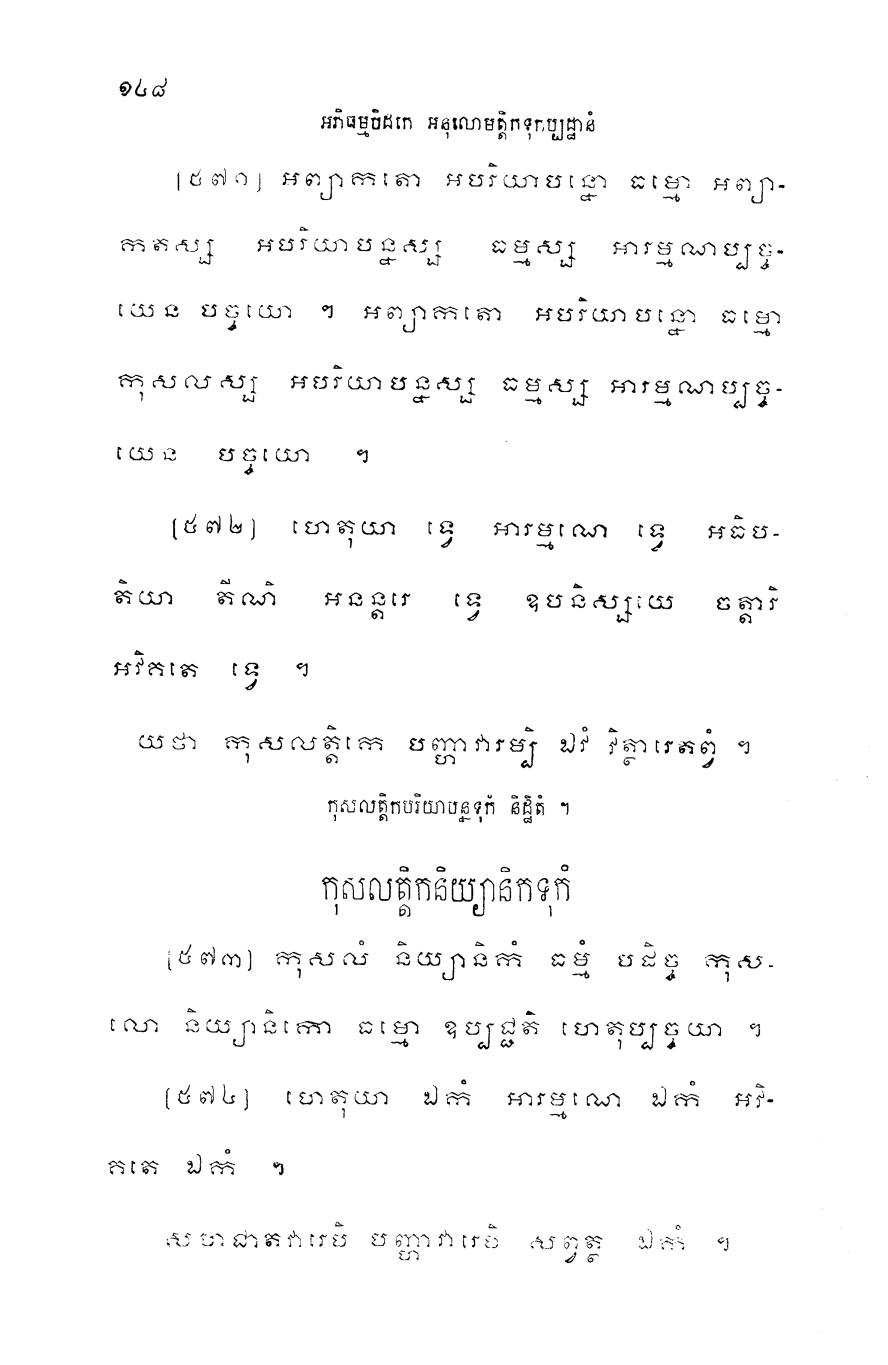 ១៤៨
អភិធម្មបិដកេ អនុលោមត្តិកទុកប្បដ្ឋានំ
[៥៧១] អព្យាកតោ អបរិយាបន្នោ ធម្មោ អព្យា-
កតស្ស អបរិយាបន្នស្ស ធម្មស្ស អារម្មណប្បច្ច-
យេន បច្ចយោ ។ អព្យាកតោ អបរិយាបន្នោ ធម្មោ
កុសលស្ស អបរិយាបន្នស្ស ធម្មស្ស អារម្មណប្បច្ច-
យេន បច្ចយោ ។
[៥៧២] ហេតុយា ទ្វេ អារម្មណេ ទ្វេ អធិប-
តិយា តីណិ អនន្តរេ ទ្វេ ឧបនិស្សយេ ចត្តារិ
អវិគតេ ទ្វេ ។
យថា កុសលត្តិកេ បញ្ហាវារម្បិ ឯវំ វិត្ថារេតព្វំ ។
កុសលត្តិកបរិយាបន្នទុកំ និដ្ឋិតំ ។
កុសលត្តិកនិយ្យានិកទុកំ
[៥៧៣] កុសលំ និយ្យានិកំ ធម្មំ បដិច្ច កុស-
លោ និយ្យានិកោ ធម្មោ ឧប្បជ្ជតិ ហេតុប្បច្ចយា ។
[៥៧៤] ហេតុយា ឯកំ អារម្មណេ ឯកំ អវិ-
គតេ ឯកំ ។
សហជាតវារេបិ បញ្ហាវារេបិ សព្វត្ថ ឯកំ ។